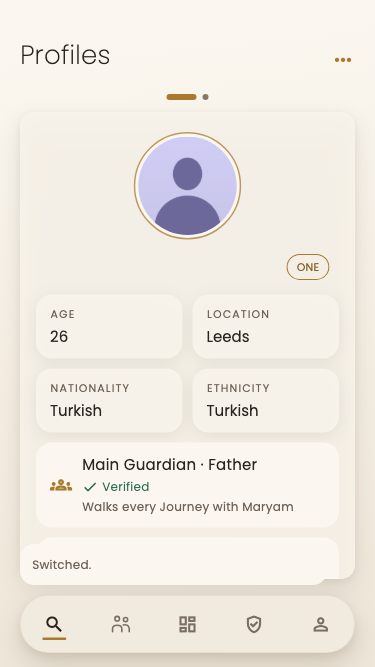 Profiles
ONE
AGE
26
LOCATION
Leeds
NATIONALITY
Turkish
ETHNICITY
Turkish
Main Guardian · Father
Verified
Walks every Journey with Maryam
Switched.